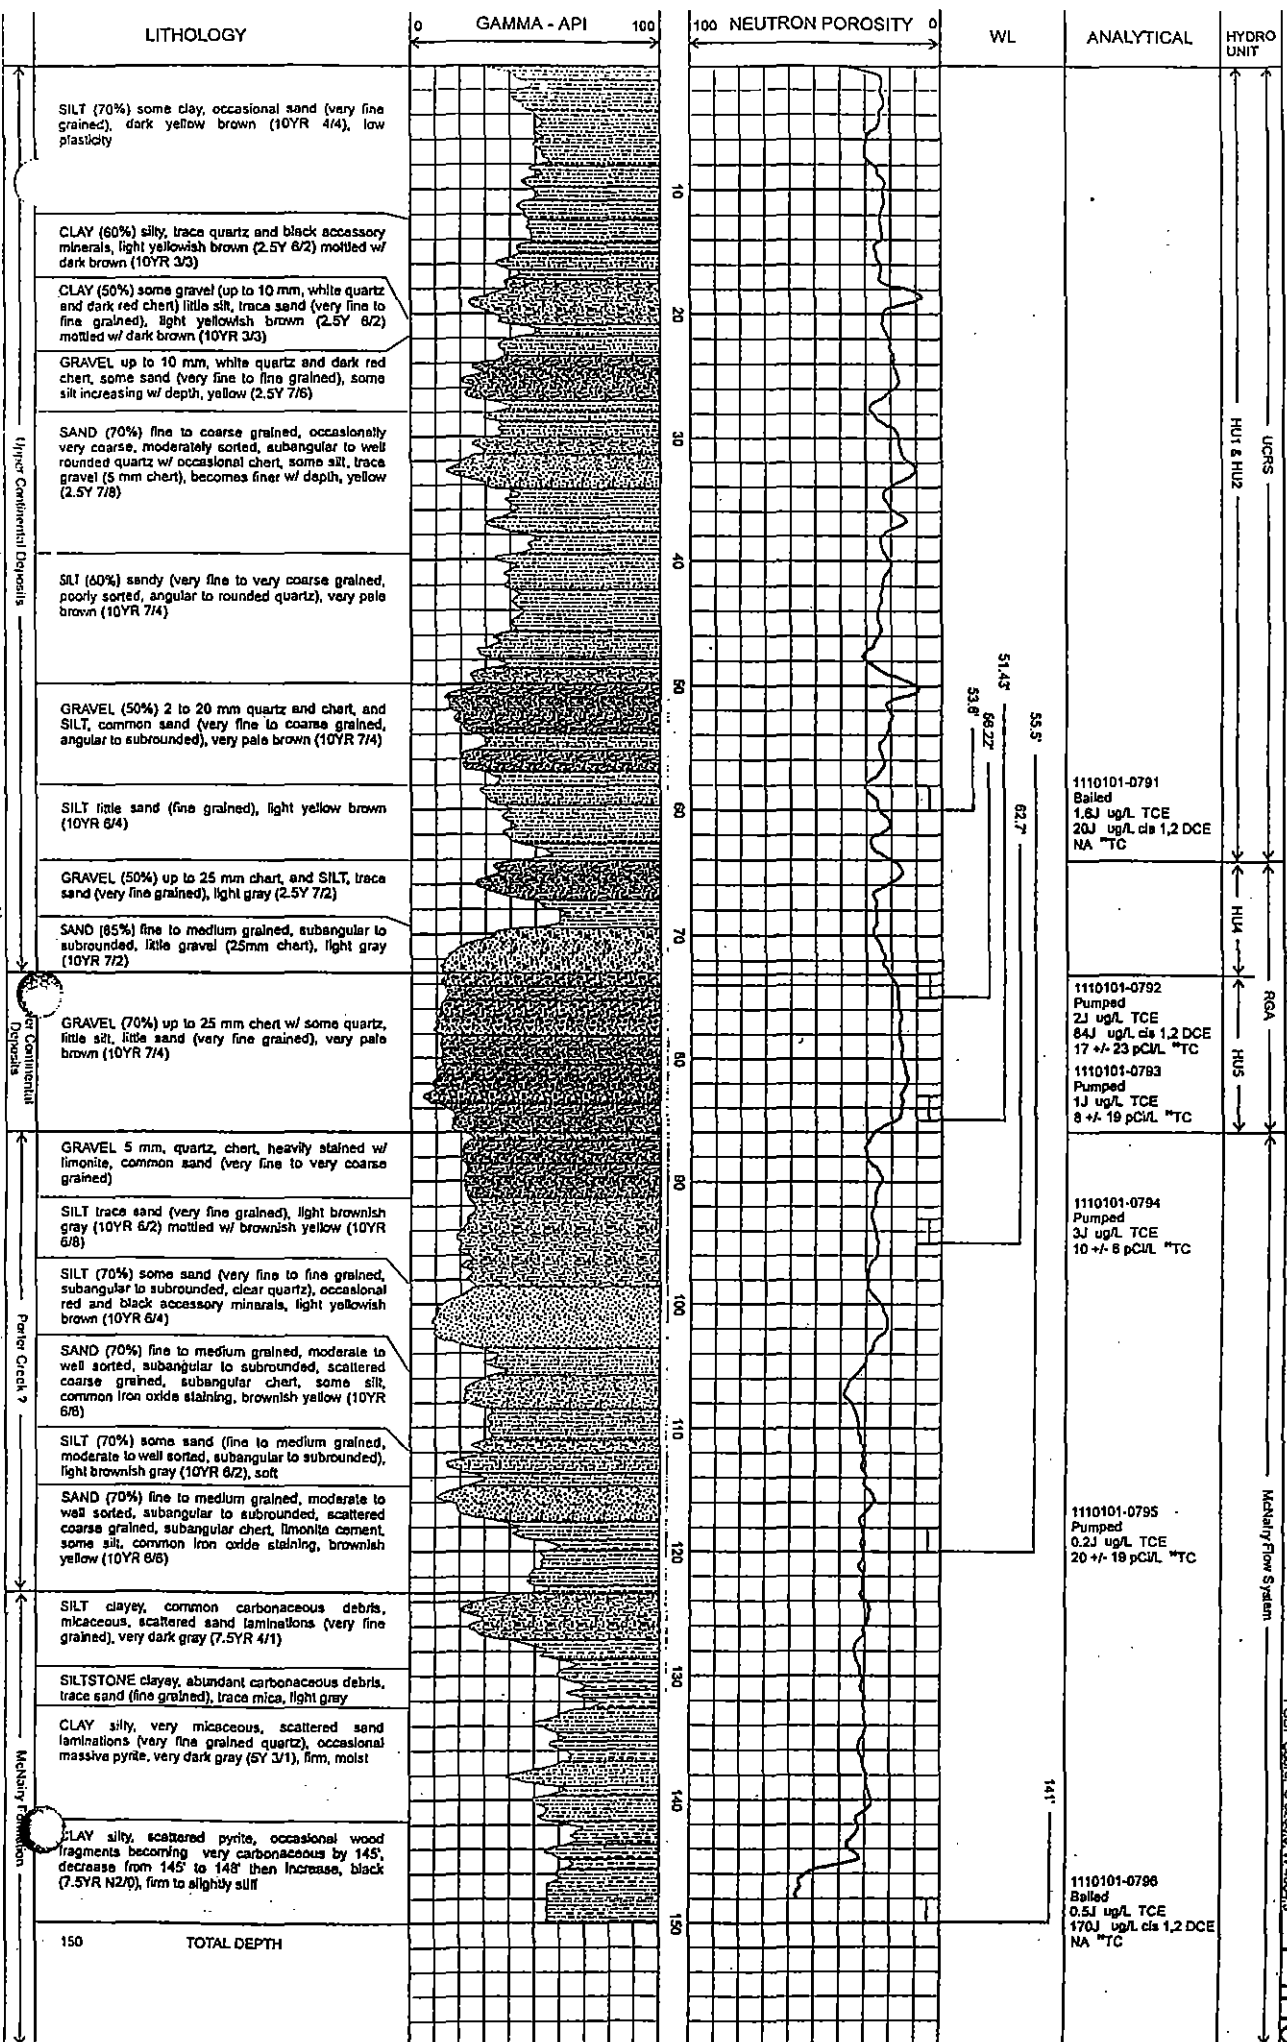 LITHOLOGY
0 GAMMA - API 100
100 NEUTRON POROSITY 0
WL
ANALYTICAL
HYDRO
UNIT
SILT (70%) some clay, occasional sand (very fine
grained), dark yellow brown (10YR 4/4), low
plasticity
CLAY (60%) silty, trace quartz and black accessory
minerals, light yellowish brown (2.5Y 6/2) mottled w/
dark brown (10YR 3/3)
CLAY (50%) some gravel (up to 10 mm, white quartz
and dark red chert) little silt, trace sand (very fine to
fine grained), light yellowish brown (2.5Y 6/2)
mottled w/ dark brown (10YR 3/3)
GRAVEL up to 10 mm, white quartz and dark red
chert, some sand (very fine to fine grained), some
silt increasing w/ depth, yellow (2.5Y 7/6)
SAND (70%) fine to coarse grained, occasionally
very coarse, moderately sorted, subangular to well
rounded quartz w/ occasional chert, some silt, trace
gravel (5 mm chert), becomes finer w/ depth, yellow
(2.5Y 7/8)
SILT (60%) sandy (very fine to very coarse grained,
poorly sorted, angular to rounded quartz), very pale
brown (10YR 7/4)
GRAVEL (50%) 2 to 20 mm quartz and chert, and
SILT, common sand (very fine to coarse grained,
angular to subrounded), very pale brown (10YR 7/4)
SILT little sand (fine grained), light yellow brown
(10YR 6/4)
GRAVEL (50%) up to 25 mm chert, and SILT, trace
sand (very fine grained), light gray (2.5Y 7/2)
SAND (85%) fine to medium grained, subangular to
subrounded, little gravel (25mm chert), light gray
(10YR 7/2)
GRAVEL (70%) up to 25 mm chert w/ some quartz,
little silt, little sand (very fine grained), very pale
brown (10YR 7/4)
GRAVEL 5 mm, quartz, chert, heavily stained w/
limonite, common sand (very fine to very coarse
grained)
SILT trace sand (very fine grained), light brownish
gray (10YR 6/2) mottled w/ brownish yellow (10YR
6/8)
SILT (70%) some sand (very fine to fine grained,
subangular to subrounded, clear quartz), occasional
red and black accessory minerals, light yellowish
brown (10YR 6/4)
SAND (70%) fine to medium grained, moderate to
well sorted, subangular to subrounded, scattered
coarse grained, subangular chert, some silt,
common iron oxide staining, brownish yellow (10YR
6/6)
SILT (70%) some sand (fine to medium grained,
moderate to well sorted, subangular to subrounded),
light brownish gray (10YR 6/2), soft
SAND (70%) fine to medium grained, moderate to
well sorted, subangular to subrounded, scattered
coarse grained, subangular chert, limonite cement,
some silt, common iron oxide staining, brownish
yellow (10YR 6/6)
SILT clayey, common carbonaceous debris,
micaceous, scattered sand laminations (very fine
grained), very dark gray (7.5YR 4/1)
SILTSTONE clayey, abundant carbonaceous debris,
trace sand (fine grained), trace mica, light gray
CLAY silty, very micaceous, scattered sand
laminations (very fine grained quartz), occasional
massive pyrite, very dark gray (5Y 3/1), firm, moist
CLAY silty, scattered pyrite, occasional wood
fragments becoming very carbonaceous by 145',
decrease from 145' to 148' then increase, black
(7.5YR N2/0), firm to slightly stiff
150 TOTAL DEPTH
Upper Continental Deposits
Continental
Deposits
Porter Creek ?
McNairy
10
20
30
40
50
60
70
80
90
100
110
120
130
140
150
51.43'
66.22'
53.8'
55.5'
62.7'
141'
1110101-0791
Bailed
1.6J ug/L TCE
20J ug/L cis 1,2 DCE
NA ⁹⁹TC
1110101-0792
Pumped
2J ug/L TCE
84J ug/L cis 1,2 DCE
17 +/- 23 pCi/L ⁹⁹TC
1110101-0793
Pumped
1J ug/L TCE
8 +/- 19 pCi/L ⁹⁹TC
1110101-0794
Pumped
3J ug/L TCE
10 +/- 6 pCi/L ⁹⁹TC
1110101-0795
Pumped
0.2J ug/L TCE
20 +/- 19 pCi/L ⁹⁹TC
1110101-0796
Bailed
0.5J ug/L TCE
170J ug/L cis 1,2 DCE
NA ⁹⁹TC
HU1 & HU2
UCRS
HU4
HU5
RGA
McNairy Flow System